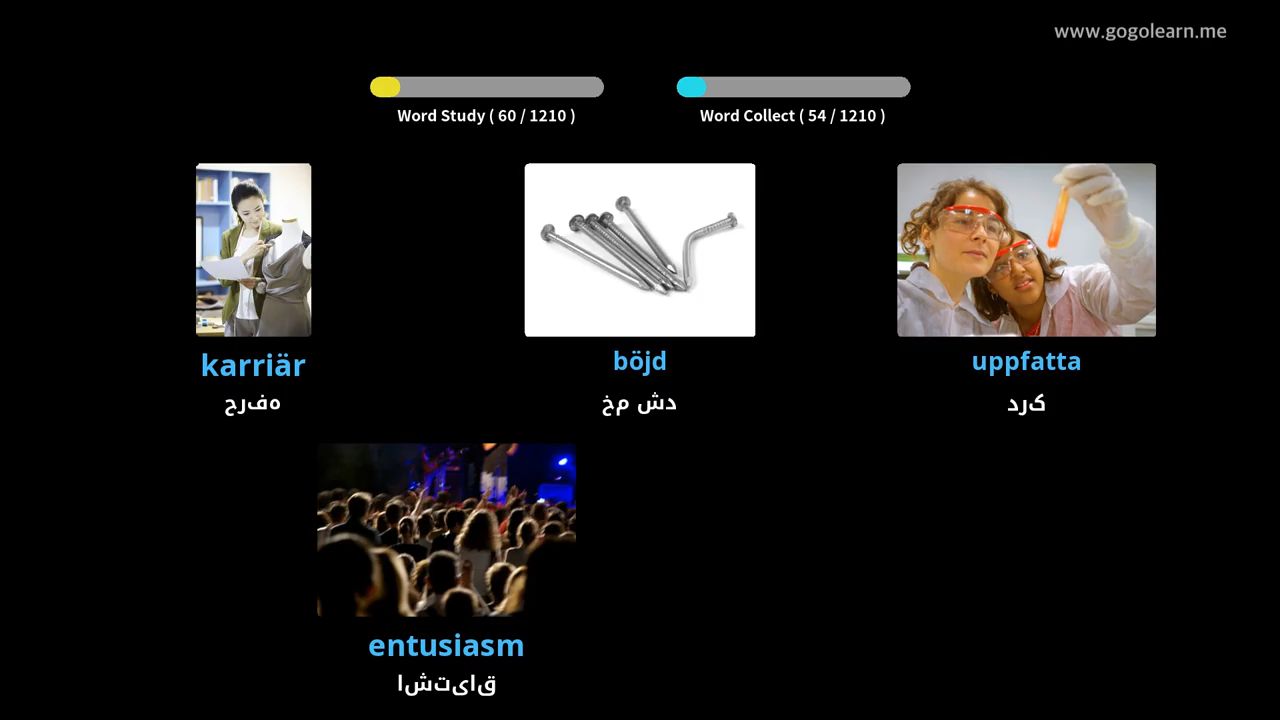 www.gogolearn.me
Word Study ( 60 / 1210 )
Word Collect ( 54 / 1210 )
karriär
هفرح
böjd
دش مخ
uppfatta
کرد
entusiasm
قایتشا